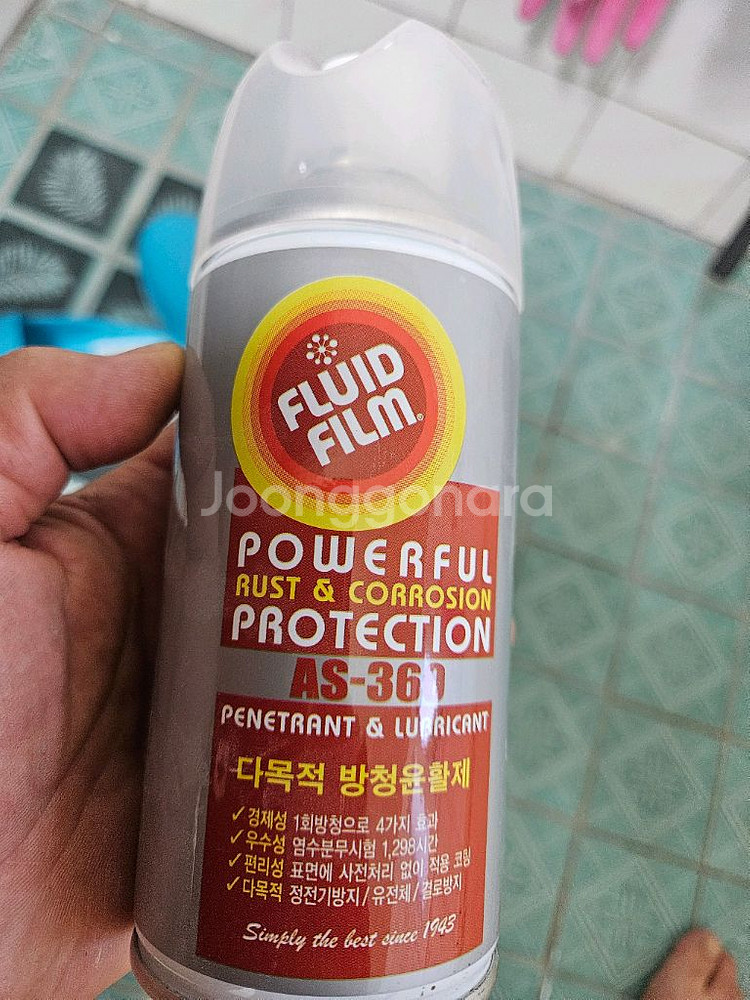 FLUID
FILM®
Joonggonara
POWERFUL
RUST & CORROSION
PROTECTION
AS-360
PENETRANT & LUBRICANT
다목적 방청윤활제
✓경제성 1회방청으로 4가지 효과
✓우수성 염수분무시험 1,298시간
✓편리성 표면에 사전처리 없이 적용 코팅
✓다목적 정전기방지/유전체/결로방지
Simply the best since 1943